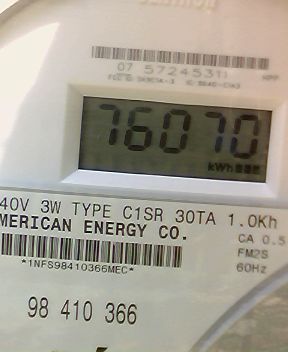 07 57245311
76070
kWh
40V 3W TYPE C1SR 30TA 1.0Kh
MERICAN ENERGY CO.
CA 0.5
FM2S
*1NFS98410366MEC*
60Hz
98 410 366